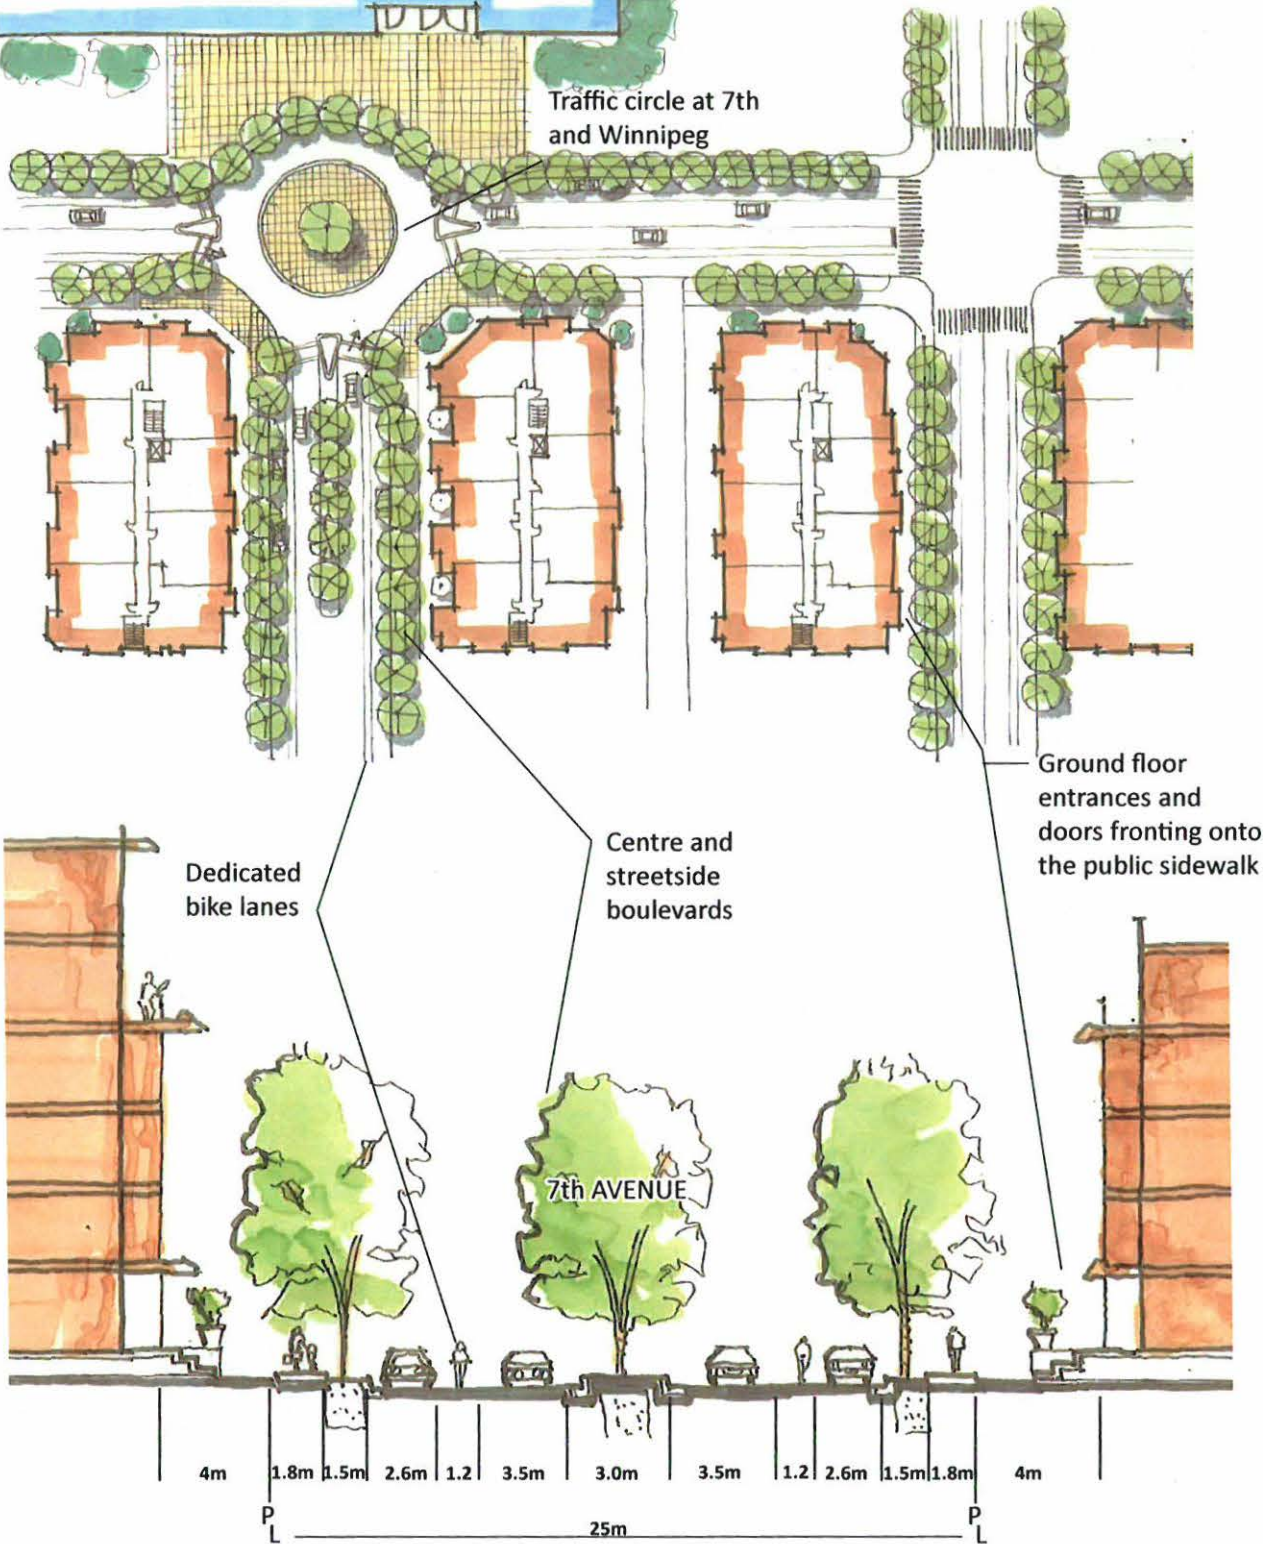 Traffic circle at 7th
and Winnipeg
Ground floor
entrances and
doors fronting onto
the public sidewalk
Centre and
streetside
boulevards
Dedicated
bike lanes
7th AVENUE
4m 1.8m 1.5m 2.6m 1.2 3.5m 3.0m 3.5m 1.2 2.6m 1.5m 1.8m 4m
P L 25m P L